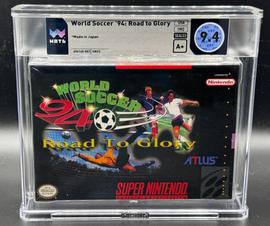 WATA
World Soccer '94: Road to Glory
*Made in Japan
SEALED
A+
9.4
Nintendo
WORLD
SOCCER
94
Road To Glory
ATLUS
SUPER NINTENDO